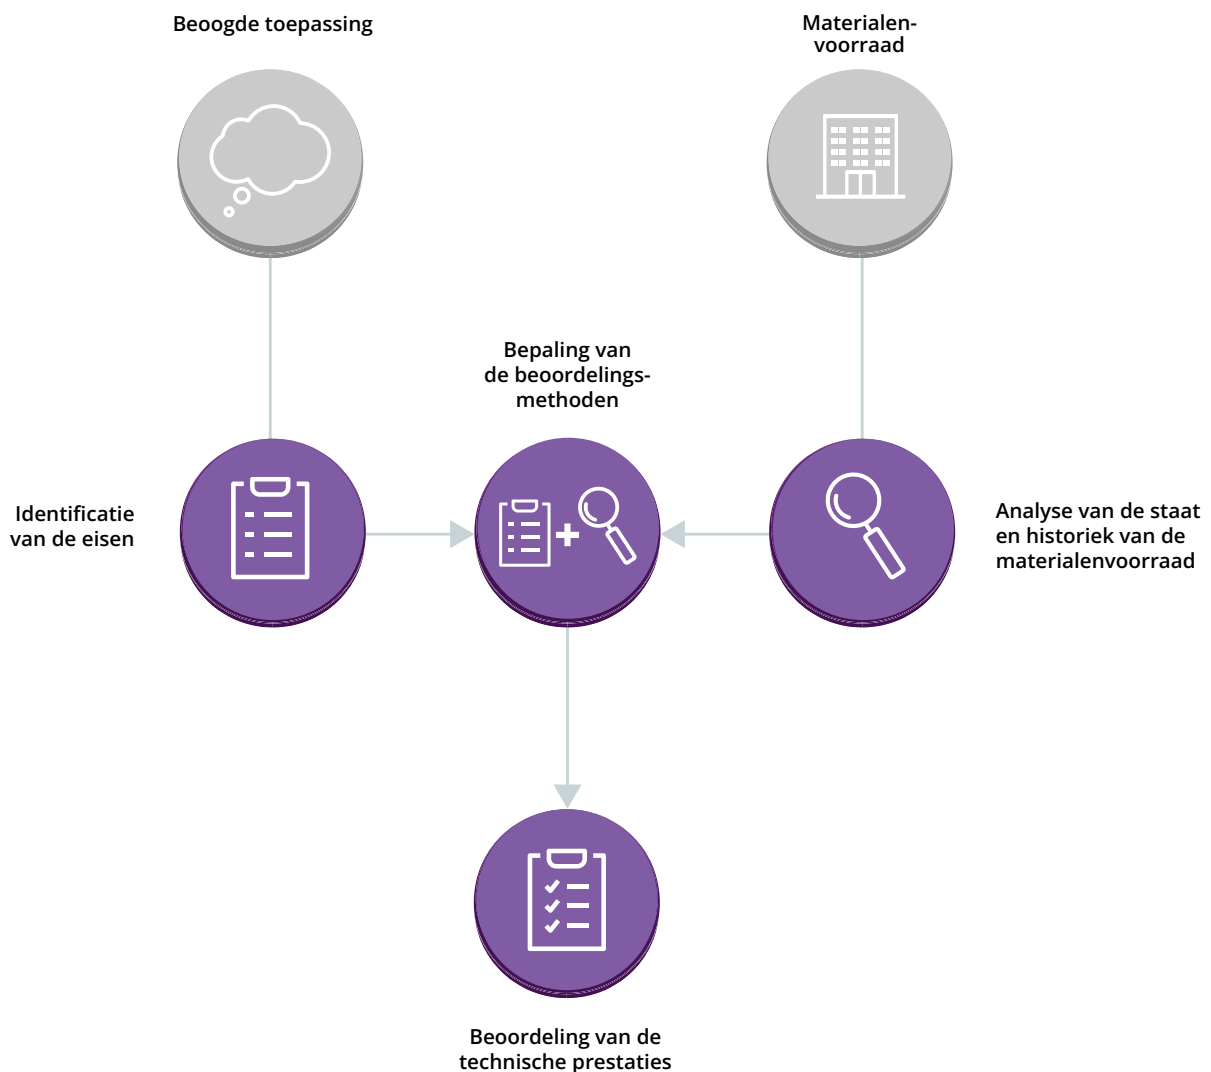 Beoogde toepassing
Materialen-
voorraad
Bepaling van
de beoordelings-
methoden
Identificatie
van de eisen
Analyse van de staat
en historiek van de
materialenvoorraad
Beoordeling van de
technische prestaties